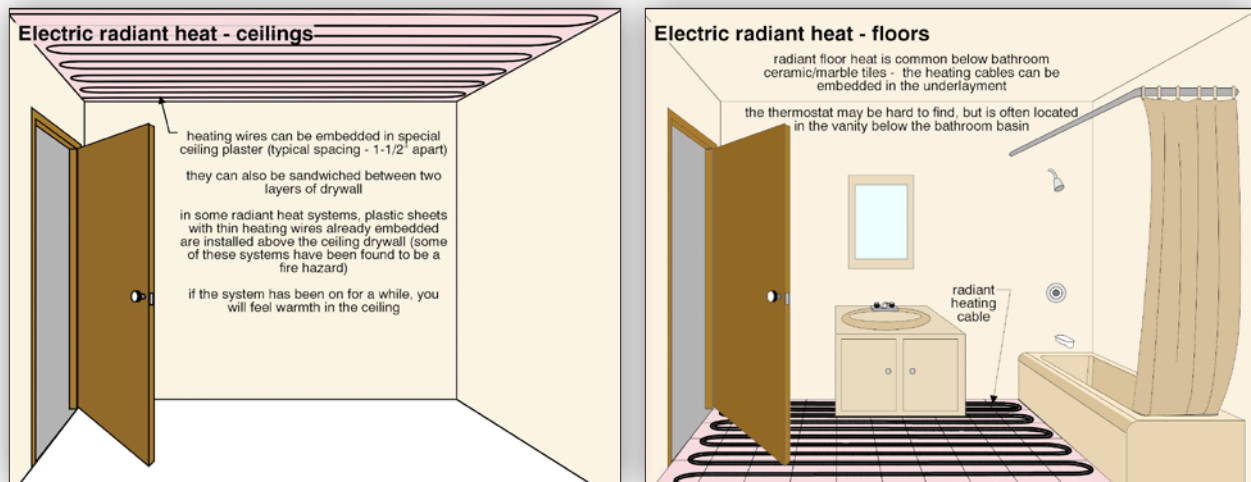 Electric radiant heat - ceilings
heating wires can be embedded in special
ceiling plaster (typical spacing - 1-1/2" apart)
they can also be sandwiched between two
layers of drywall
in some radiant heat systems, plastic sheets
with thin heating wires already embedded
are installed above the ceiling drywall (some
of these systems have been found to be a
fire hazard)
if the system has been on for a while, you
will feel warmth in the ceiling
Electric radiant heat - floors
radiant floor heat is common below bathroom
ceramic/marble tiles - the heating cables can be
embedded in the underlayment
the thermostat may be hard to find, but is often located
in the vanity below the bathroom basin
radiant
heating
cable